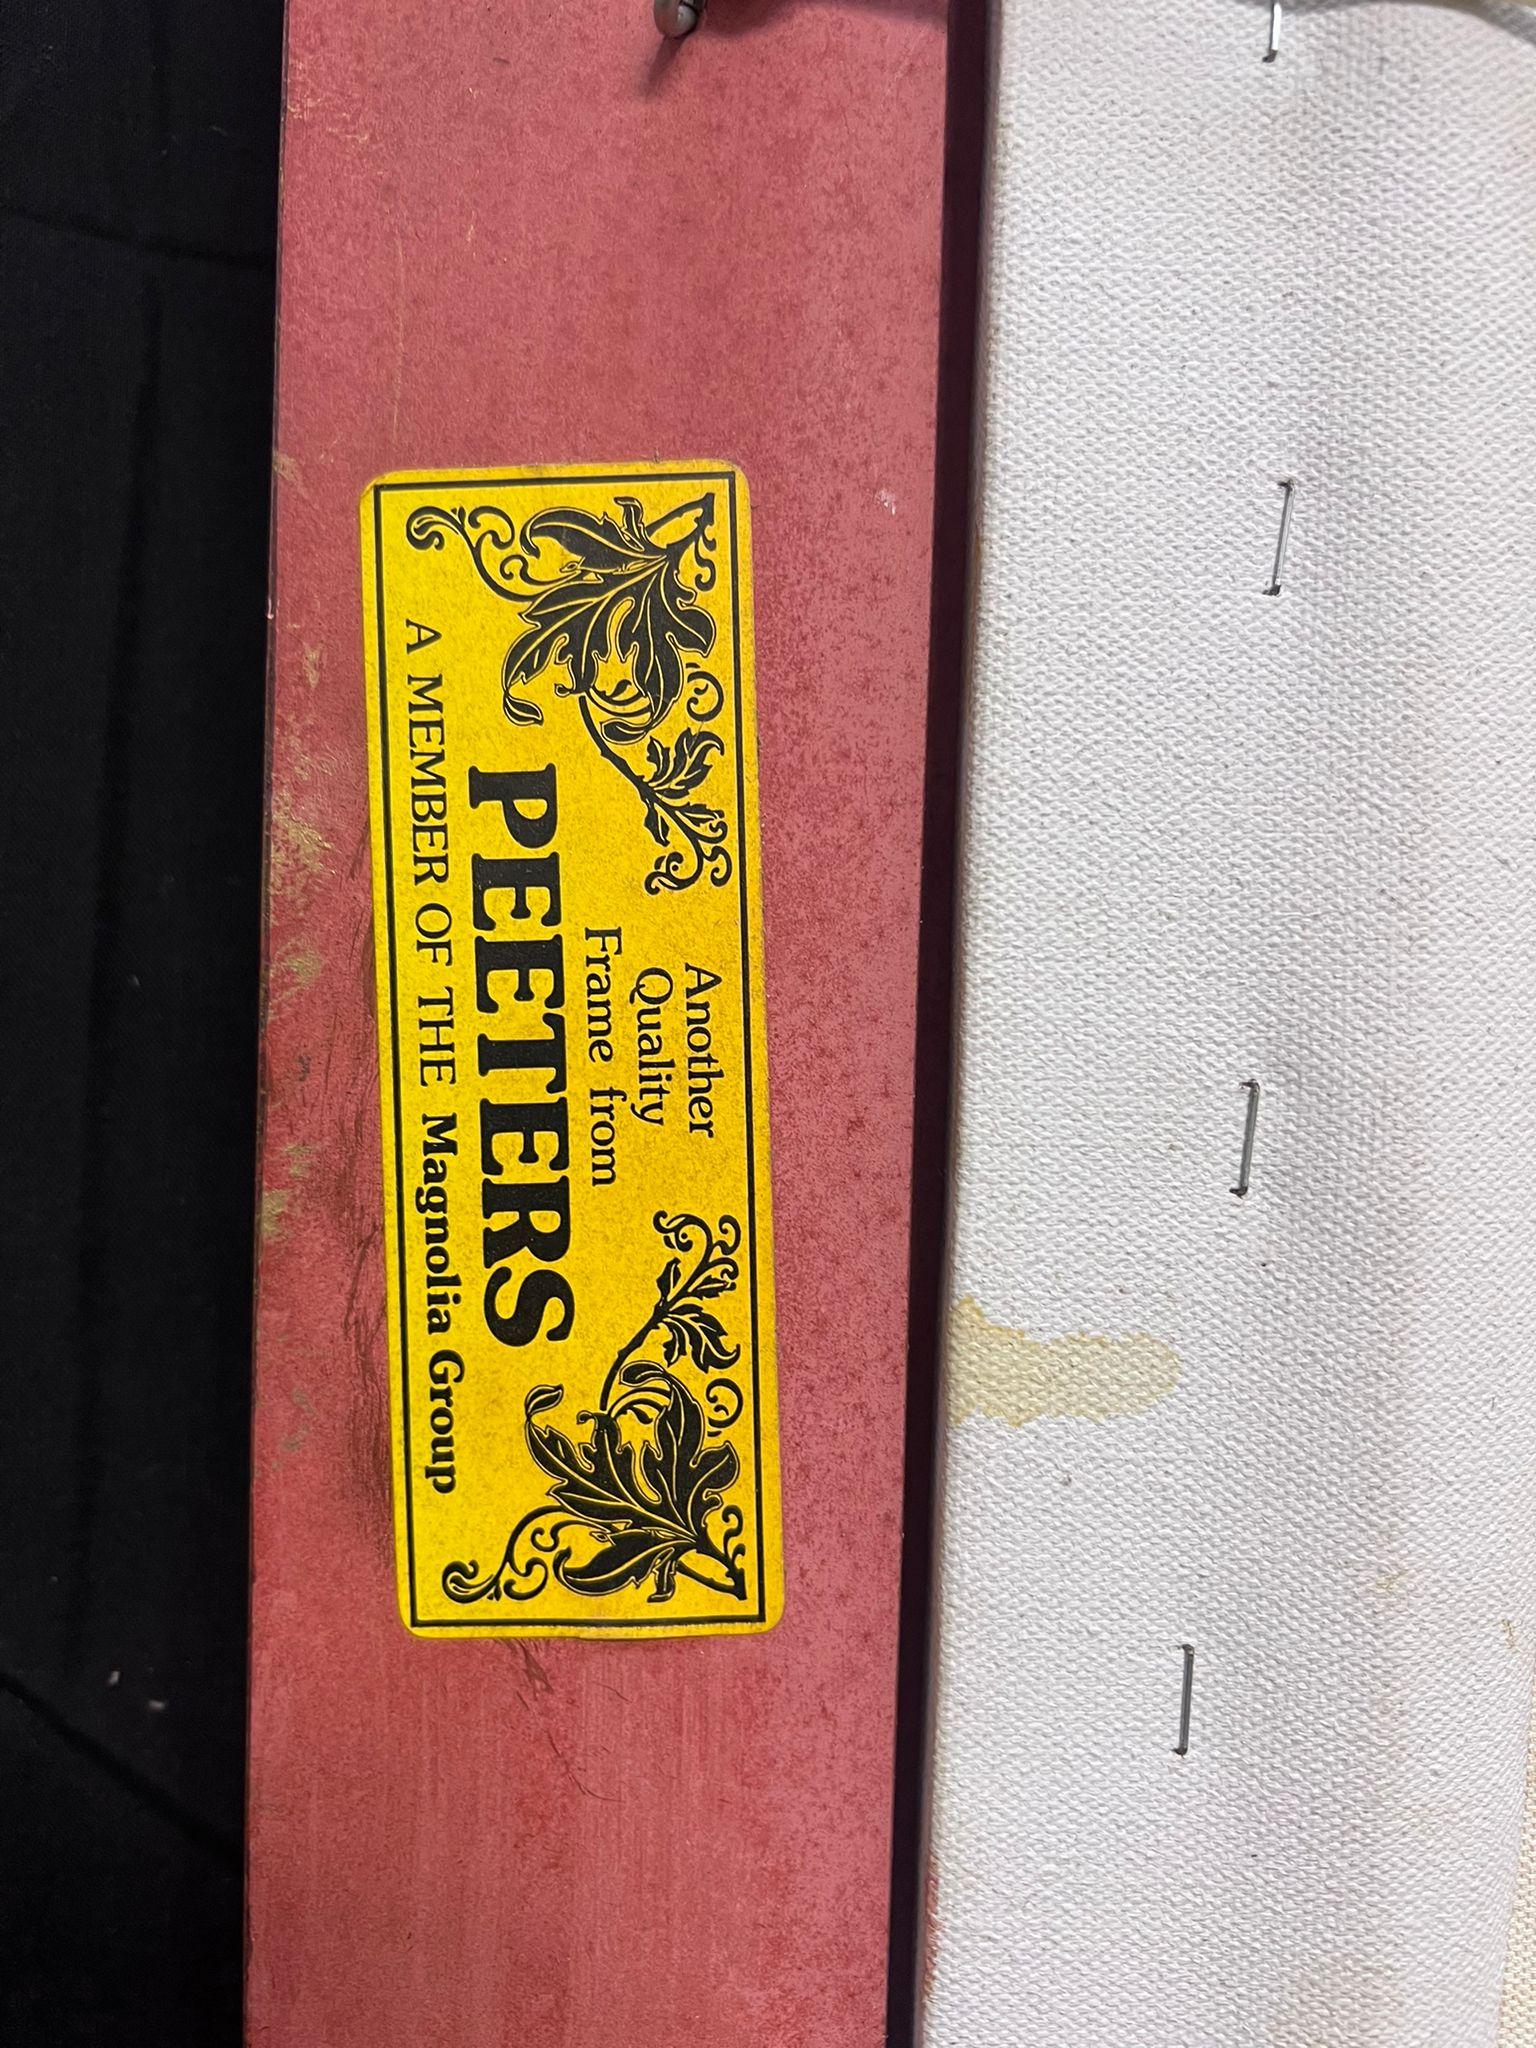 Another
Quality
Frame from
PEETERS
A MEMBER OF THE Magnolia Group